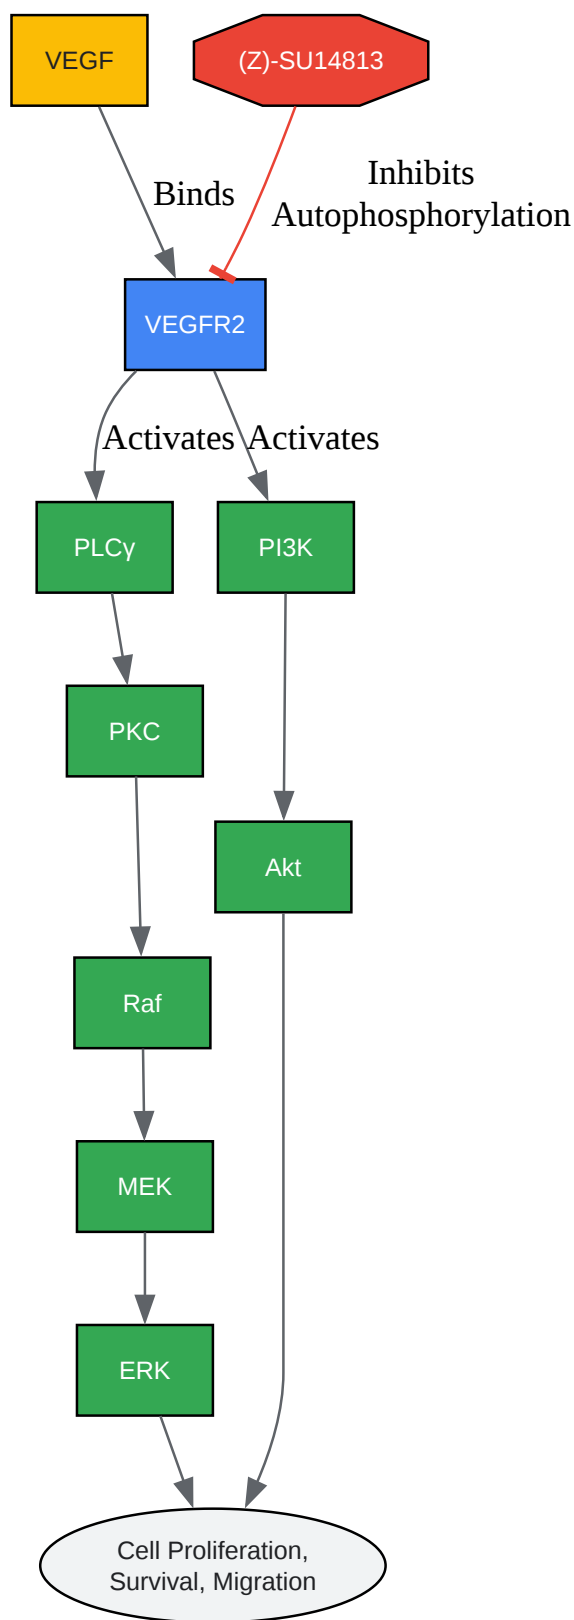 VEGF
(Z)-SU14813
Binds
Inhibits
Autophosphorylation
VEGFR2
Activates
Activates
PLCγ
PI3K
PKC
Akt
Raf
MEK
ERK
Cell Proliferation,
Survival, Migration